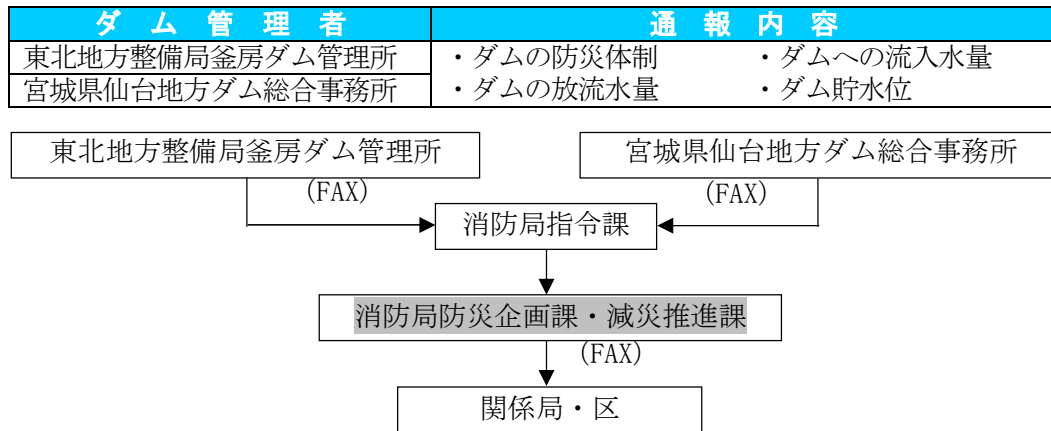 ダム管理者 通報内容
東北地方整備局釜房ダム管理所 ・ダムの防災体制 ・ダムへの流入水量
宮城県仙台地方ダム総合事務所 ・ダムの放流水量 ・ダム貯水位
東北地方整備局釜房ダム管理所 宮城県仙台地方ダム総合事務所
(FAX) (FAX)
消防局指令課
消防局防災企画課・減災推進課
(FAX)
関係局・区